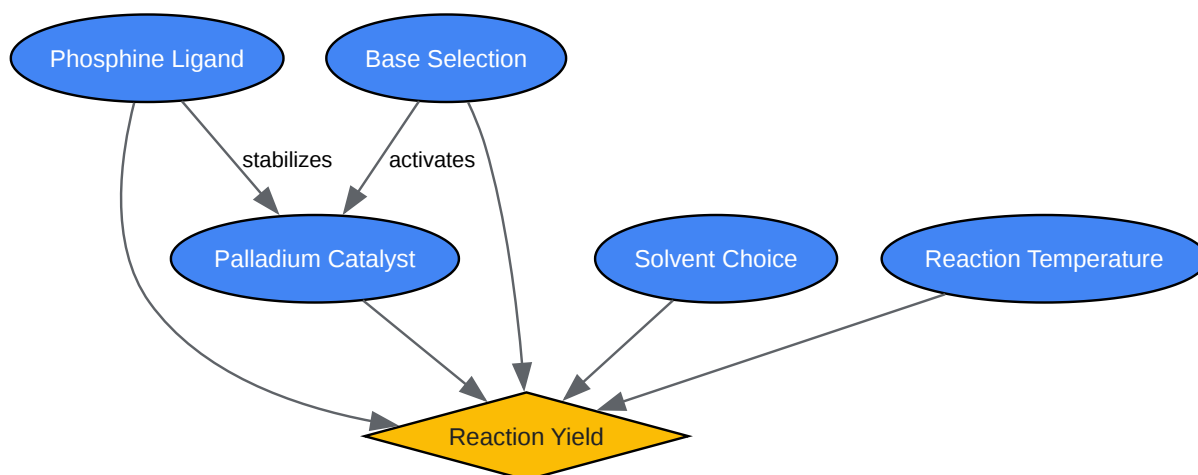 Phosphine Ligand
Base Selection
stabilizes
activates
Palladium Catalyst
Solvent Choice
Reaction Temperature
Reaction Yield